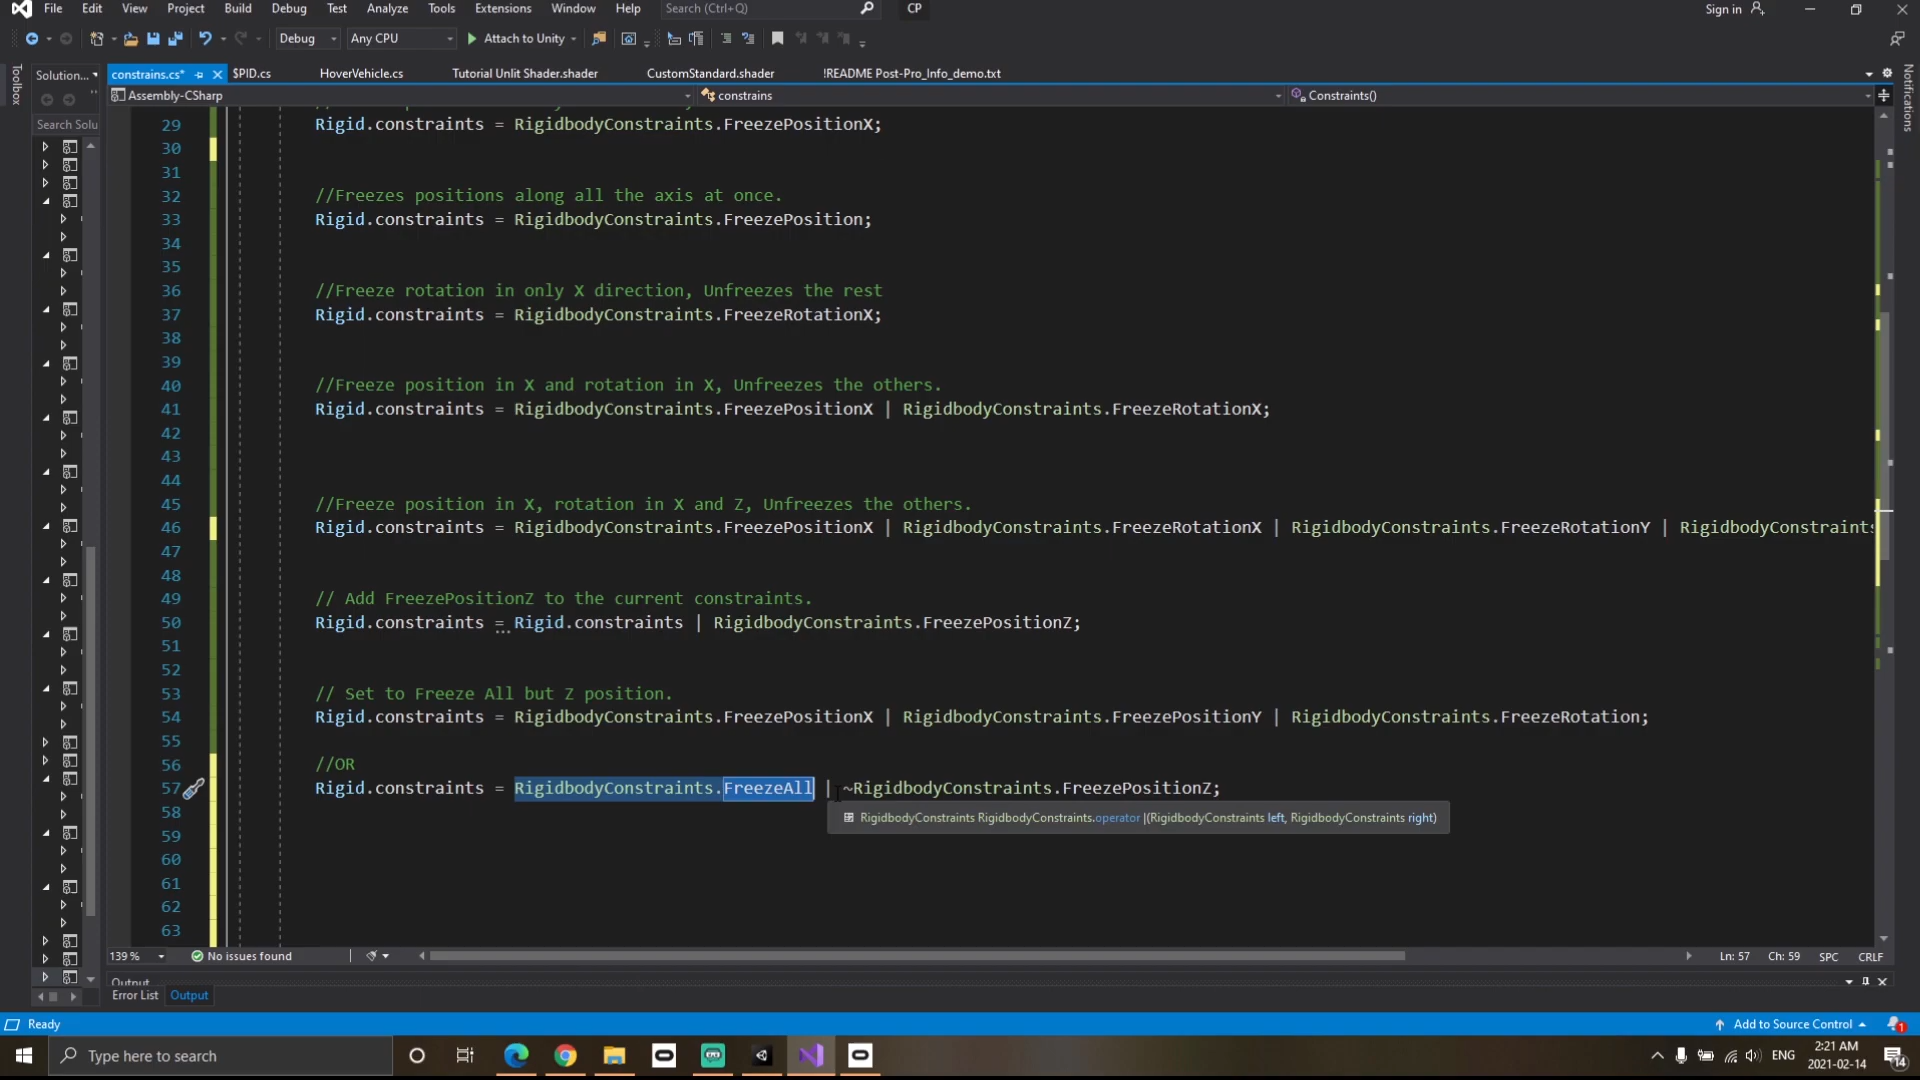 File Edit View Project Build Debug Test Analyze Tools Extensions Window Help Search (Ctrl+Q) CP Sign in
Debug Any CPU Attach to Unity
Toolbox
Solution...
Search Solu
Notifications
constrains.cs* $PID.cs HoverVehicle.cs Tutorial Unlit Shader.shader CustomStandard.shader !README Post-Pro_Info_demo.txt
Assembly-CSharp constrains Constraints()
29 Rigid.constraints = RigidbodyConstraints.FreezePositionX;
30
31
32 //Freezes positions along all the axis at once.
33 Rigid.constraints = RigidbodyConstraints.FreezePosition;
34
35
36 //Freeze rotation in only X direction, Unfreezes the rest
37 Rigid.constraints = RigidbodyConstraints.FreezeRotationX;
38
39
40 //Freeze position in X and rotation in X, Unfreezes the others.
41 Rigid.constraints = RigidbodyConstraints.FreezePositionX | RigidbodyConstraints.FreezeRotationX;
42
43
44
45 //Freeze position in X, rotation in X and Z, Unfreezes the others.
46 Rigid.constraints = RigidbodyConstraints.FreezePositionX | RigidbodyConstraints.FreezeRotationX | RigidbodyConstraints.FreezeRotationY | RigidbodyConstraints
47
48
49 // Add FreezePositionZ to the current constraints.
50 Rigid.constraints = Rigid.constraints | RigidbodyConstraints.FreezePositionZ;
51
52
53 // Set to Freeze All but Z position.
54 Rigid.constraints = RigidbodyConstraints.FreezePositionX | RigidbodyConstraints.FreezePositionY | RigidbodyConstraints.FreezeRotation;
55
56 //OR
57 Rigid.constraints = RigidbodyConstraints.FreezeAll | ~RigidbodyConstraints.FreezePositionZ;
58 RigidbodyConstraints RigidbodyConstraints.operator |(RigidbodyConstraints left, RigidbodyConstraints right)
59
60
61
62
63
139 % No issues found Ln: 57 Ch: 59 SPC CRLF
Output
Error List Output
Ready Add to Source Control 1
Type here to search ENG 2:21 AM
2021-02-14 14